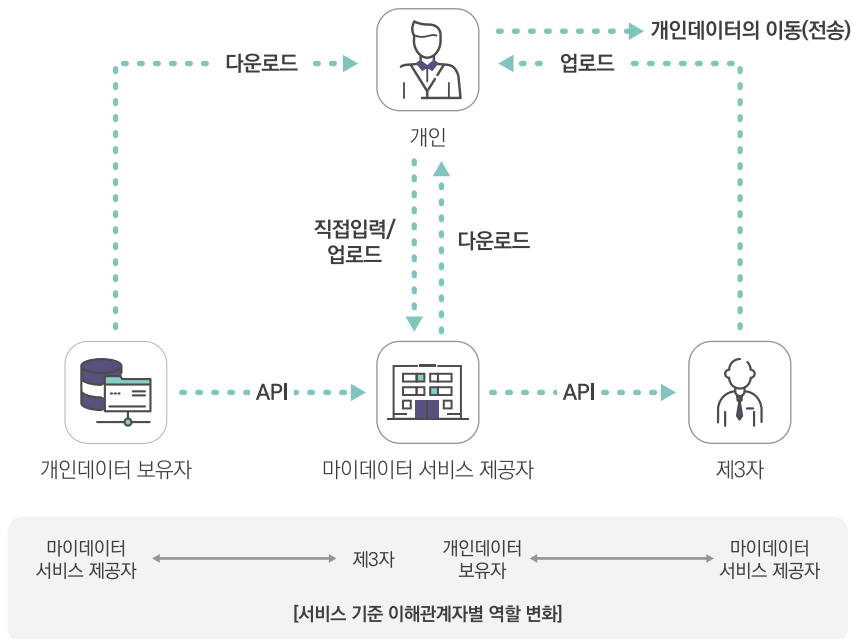 개인데이터의 이동(전송)
다운로드
업로드
개인
직접입력/
업로드
다운로드
API
API
개인데이터 보유자
마이데이터 서비스 제공자
제3자
마이데이터
서비스 제공자
제3자
개인데이터
보유자
마이데이터
서비스 제공자
[서비스 기준 이해관계자별 역할 변화]